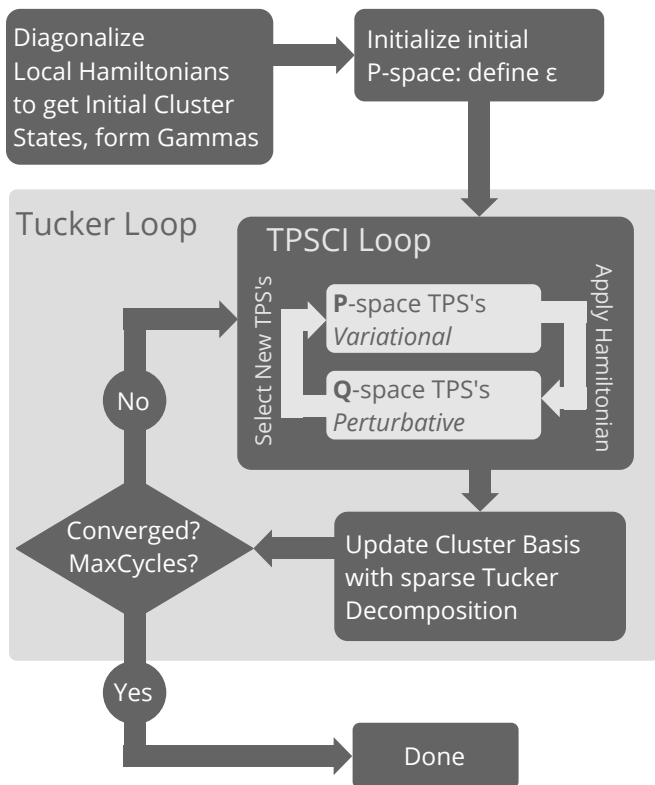 Diagonalize
Local Hamiltonians
to get Initial Cluster
States, form Gammas
Initialize initial
P-space: define ε
Tucker Loop
TPSCI Loop
Select New TPS's
P-space TPS's
Variational
Q-space TPS's
Perturbative
Apply Hamiltonian
No
Converged?
MaxCycles?
Update Cluster Basis
with sparse Tucker
Decomposition
Yes
Done